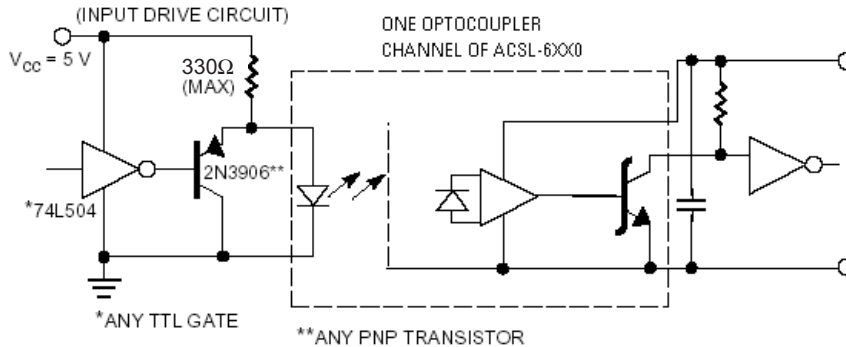 (INPUT DRIVE CIRCUIT)
ONE OPTOCOUPLER
CHANNEL OF ACSL-6XX0
VCC = 5 V
330Ω
(MAX)
2N3906**
*74L504
*ANY TTL GATE
**ANY PNP TRANSISTOR